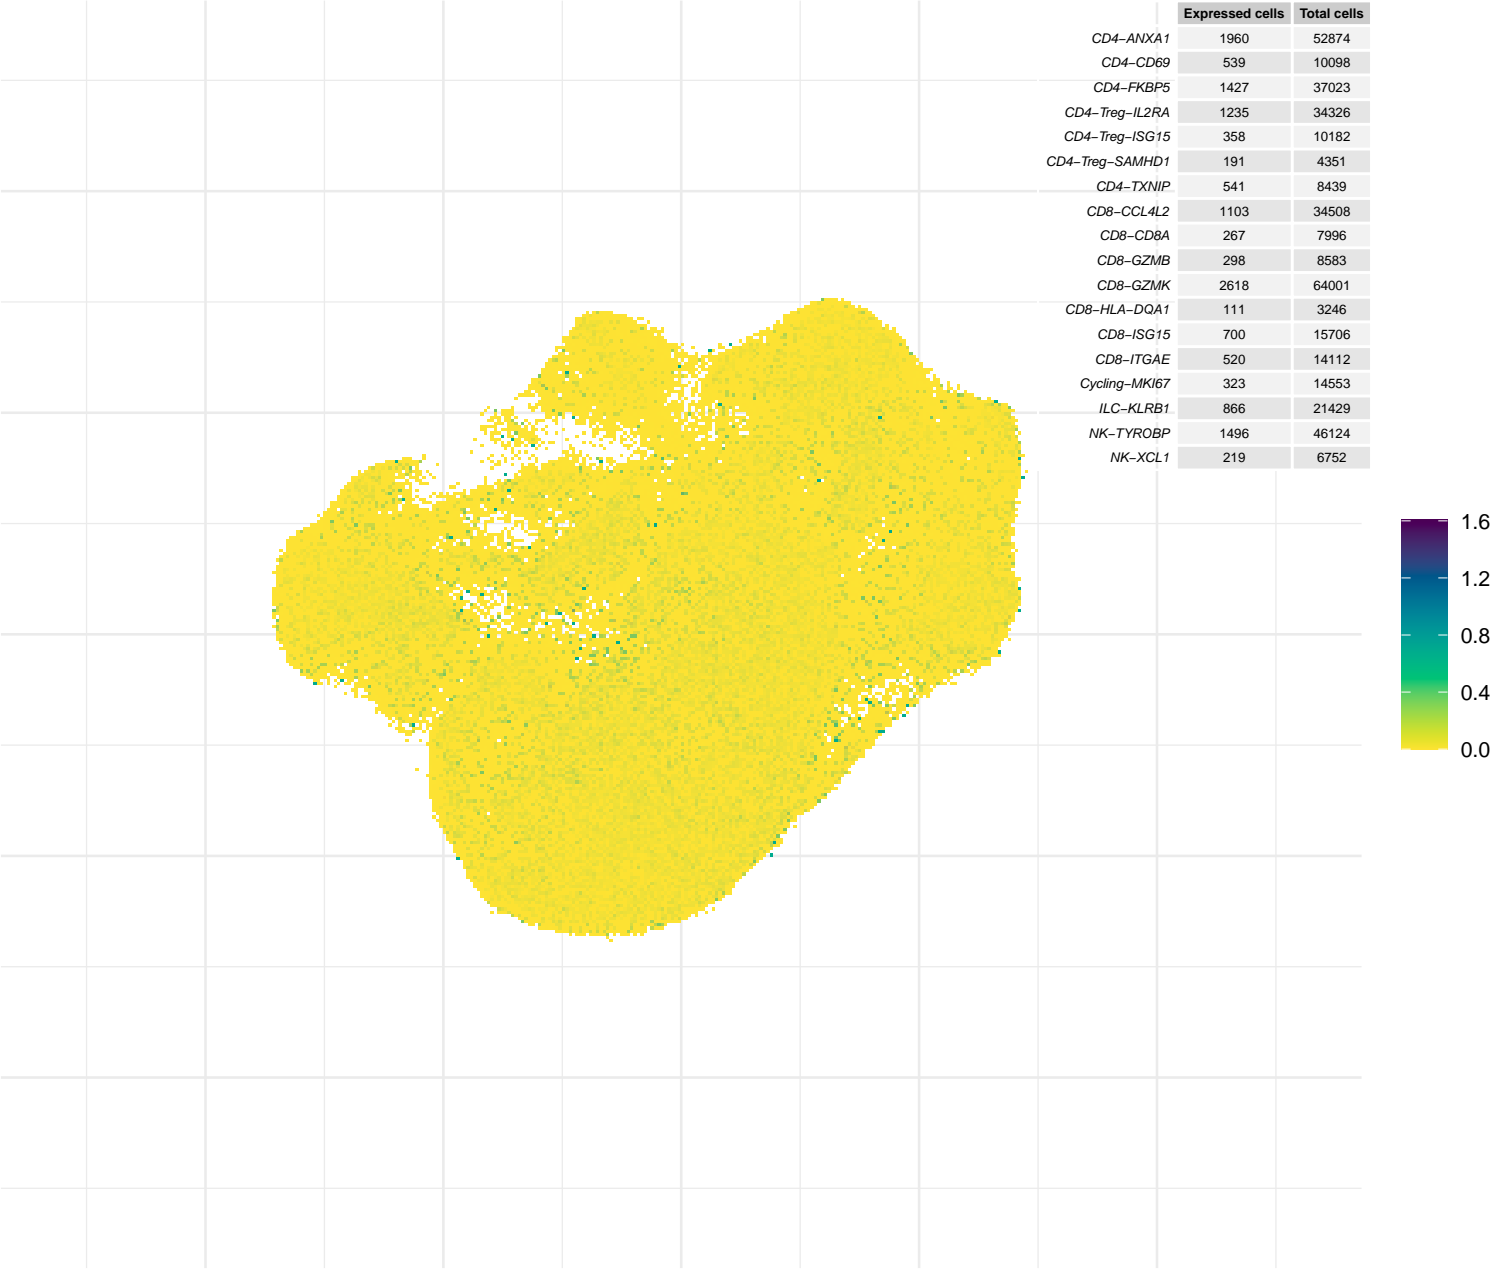 Expressed cells Total cells
CD4−ANXA1 1960 52874
CD4−CD69 539 10098
CD4−FKBP5 1427 37023
CD4−Treg−IL2RA 1235 34326
CD4−Treg−ISG15 358 10182
CD4−Treg−SAMHD1 191 4351
CD4−TXNIP 541 8439
CD8−CCL4L2 1103 34508
CD8−CD8A 267 7996
CD8−GZMB 298 8583
CD8−GZMK 2618 64001
CD8−HLA−DQA1 111 3246
CD8−ISG15 700 15706
CD8−ITGAE 520 14112
Cycling−MKI67 323 14553
ILC−KLRB1 866 21429
NK−TYROBP 1496 46124
NK−XCL1 219 6752
1.6
1.2
0.8
0.4
0.0